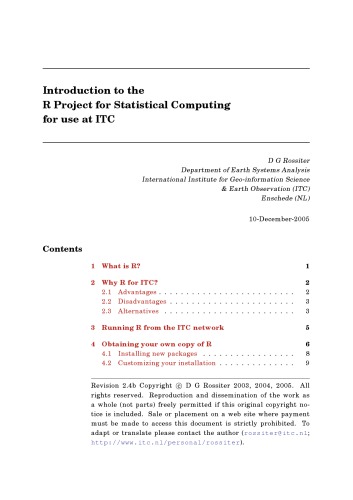 Introduction to the
R Project for Statistical Computing
for use at ITC
D G Rossiter
Department of Earth Systems Analysis
International Institute for Geo-information Science
& Earth Observation (ITC)
Enschede (NL)
10-December-2005
Contents
1 What is R? 1
2 Why R for ITC? 2
2.1 Advantages . . . . . . . . . . . . . . . . . . . . . . . . . 2
2.2 Disadvantages . . . . . . . . . . . . . . . . . . . . . . . 3
2.3 Alternatives . . . . . . . . . . . . . . . . . . . . . . . . 3
3 Running R from the ITC network 5
4 Obtaining your own copy of R 6
4.1 Installing new packages . . . . . . . . . . . . . . . . . 8
4.2 Customizing your installation . . . . . . . . . . . . . . 9
Revision 2.4b Copyright © D G Rossiter 2003, 2004, 2005. All
rights reserved. Reproduction and dissemination of the work as
a whole (not parts) freely permitted if this original copyright no-
tice is included. Sale or placement on a web site where payment
must be made to access this document is strictly prohibited. To
adapt or translate please contact the author (rossiter@itc.nl;
http://www.itc.nl/personal/rossiter).